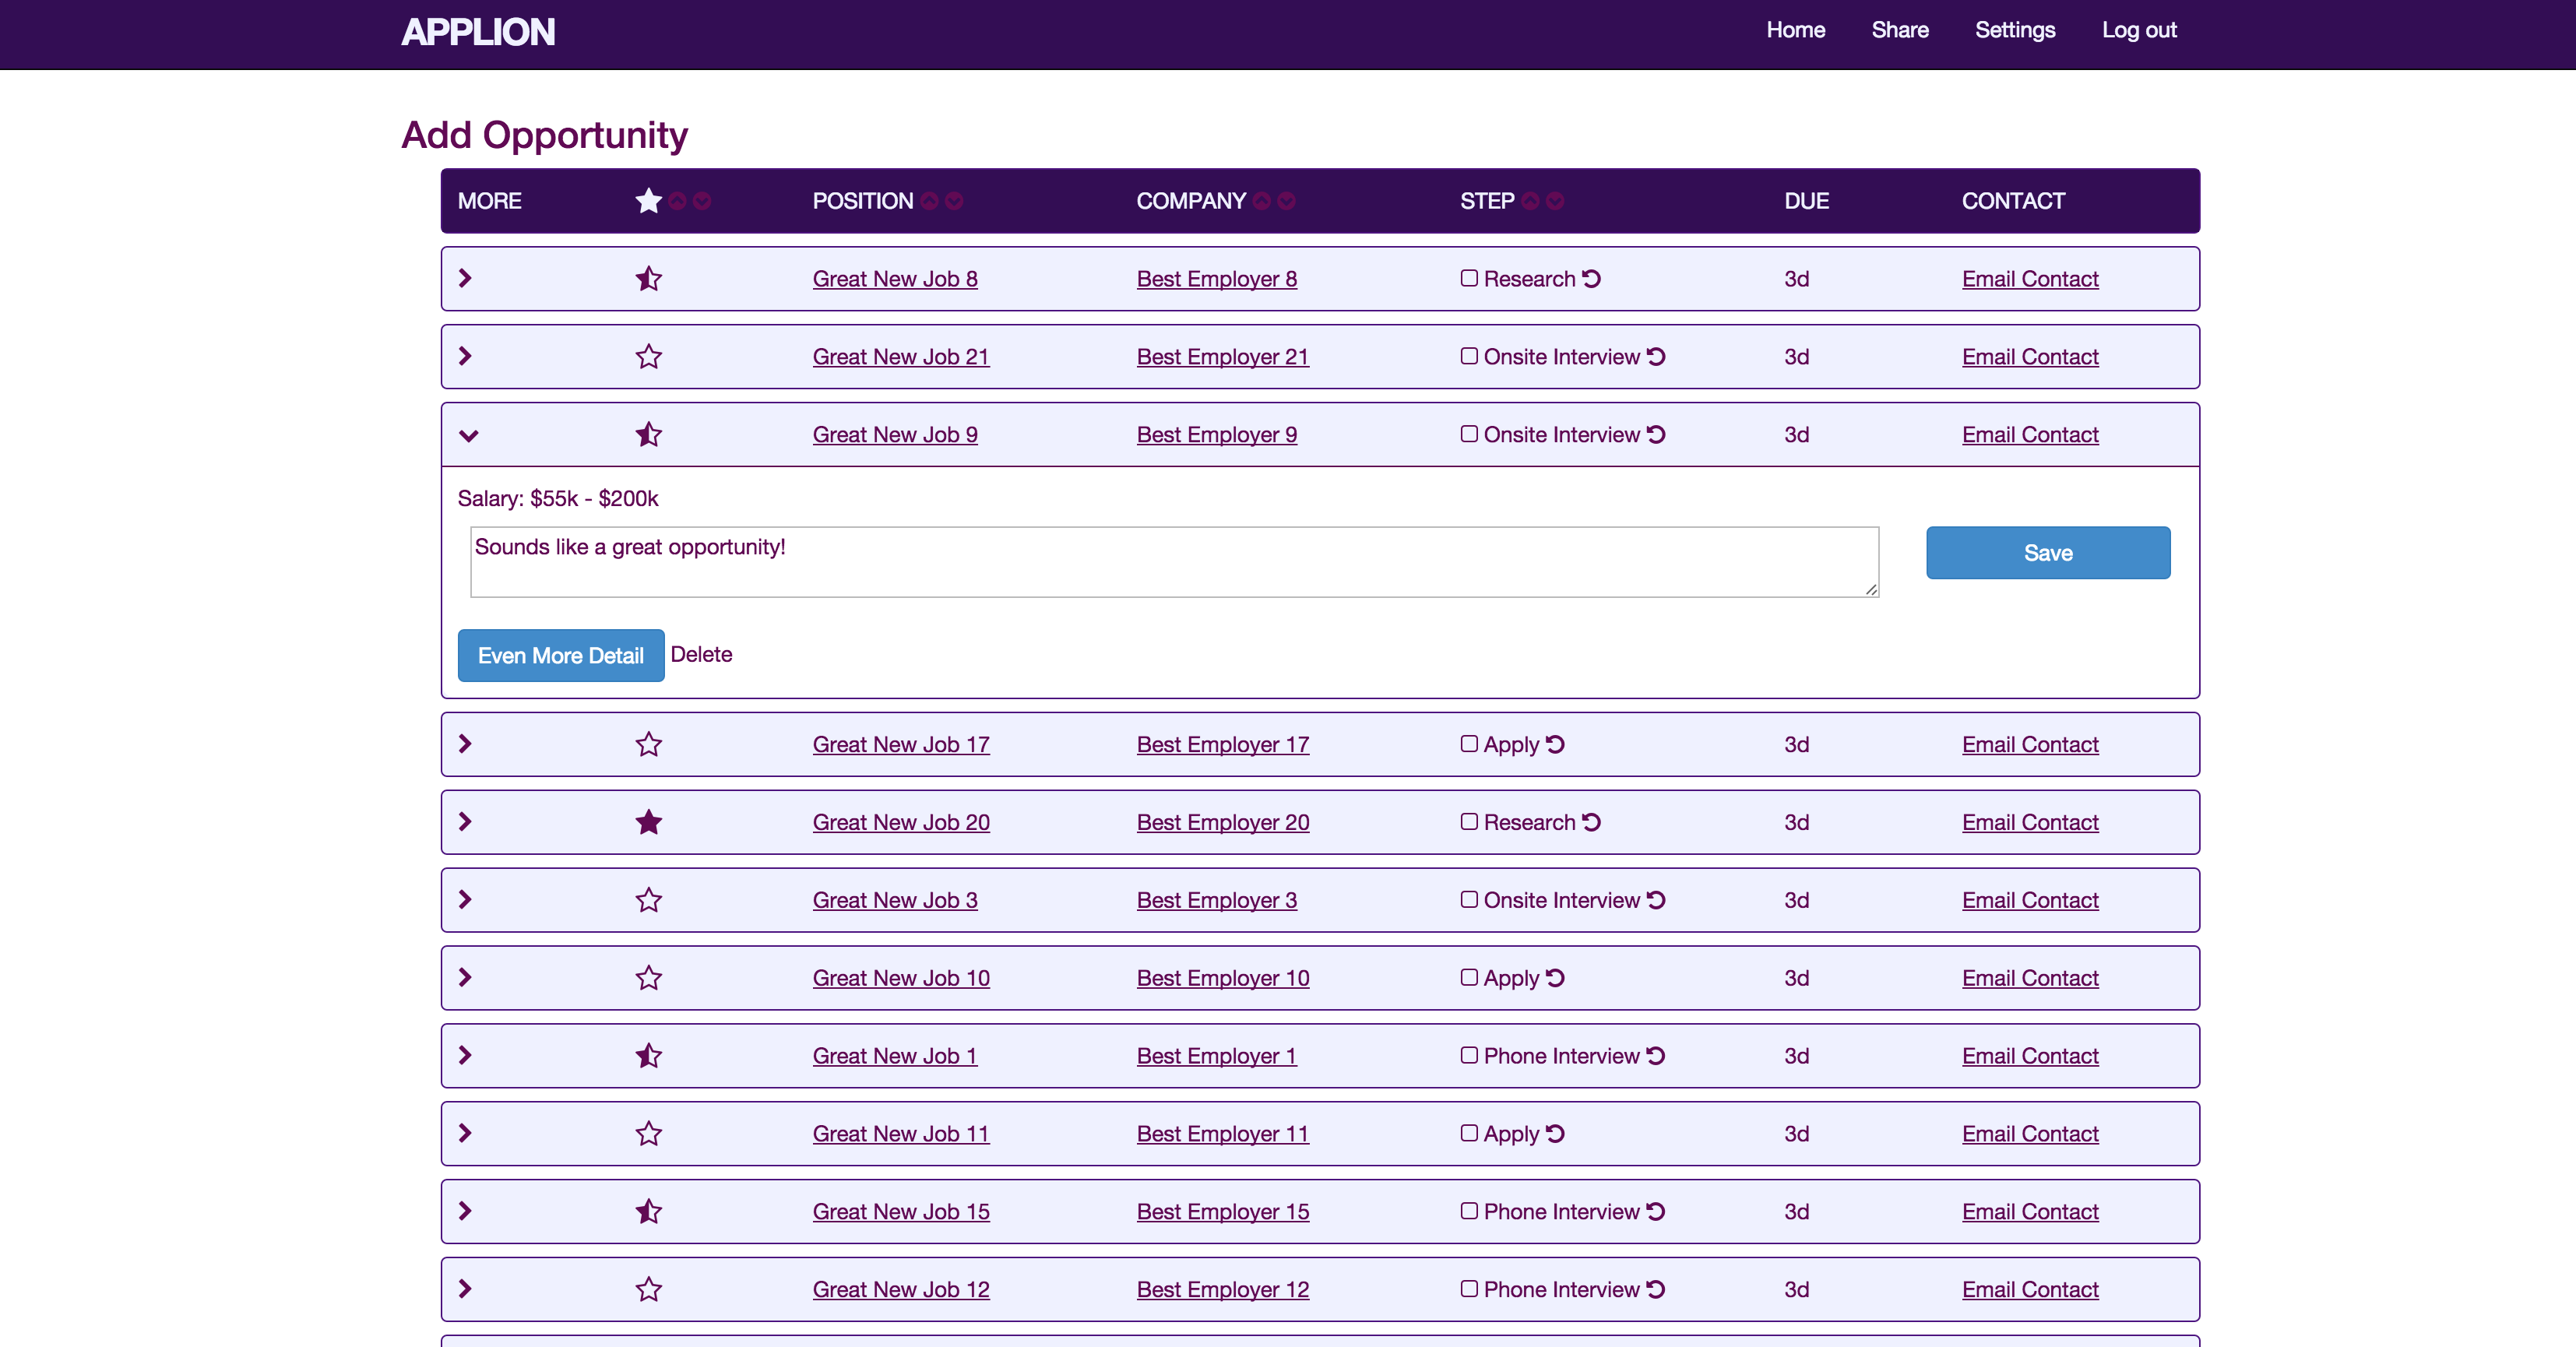 APPLION
Home Share Settings Log out
Add Opportunity
MORE POSITION COMPANY STEP DUE CONTACT
Great New Job 8 Best Employer 8 Research 3d Email Contact
Great New Job 21 Best Employer 21 Onsite Interview 3d Email Contact
Great New Job 9 Best Employer 9 Onsite Interview 3d Email Contact
Salary: $55k - $200k
Sounds like a great opportunity!
Save
Even More Detail Delete
Great New Job 17 Best Employer 17 Apply 3d Email Contact
Great New Job 20 Best Employer 20 Research 3d Email Contact
Great New Job 3 Best Employer 3 Onsite Interview 3d Email Contact
Great New Job 10 Best Employer 10 Apply 3d Email Contact
Great New Job 1 Best Employer 1 Phone Interview 3d Email Contact
Great New Job 11 Best Employer 11 Apply 3d Email Contact
Great New Job 15 Best Employer 15 Phone Interview 3d Email Contact
Great New Job 12 Best Employer 12 Phone Interview 3d Email Contact